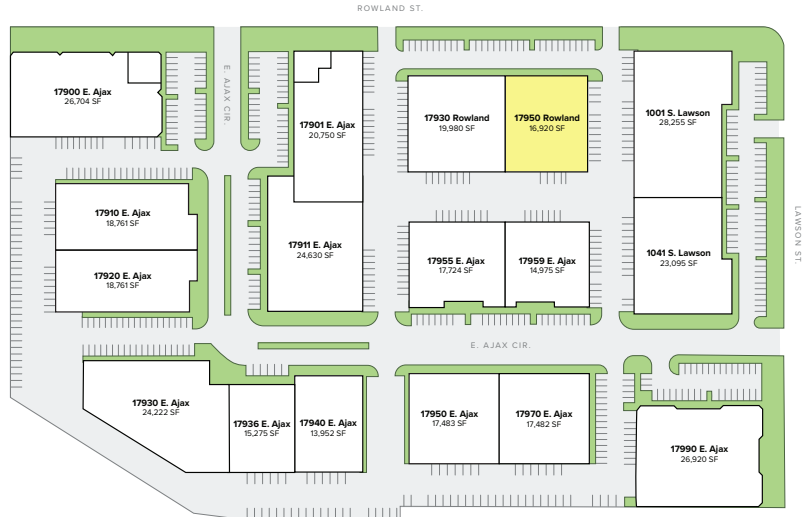 ROWLAND ST.
17900 E. Ajax
26,704 SF
E. AJAX CIR.
17901 E. Ajax
20,750 SF
17930 Rowland
19,980 SF
17950 Rowland
16,920 SF
1001 S. Lawson
28,255 SF
17910 E. Ajax
18,761 SF
17920 E. Ajax
18,761 SF
17911 E. Ajax
24,630 SF
17955 E. Ajax
17,724 SF
17959 E. Ajax
14,975 SF
1041 S. Lawson
23,095 SF
LAWSON ST.
E. AJAX CIR.
17930 E. Ajax
24,222 SF
17936 E. Ajax
15,275 SF
17940 E. Ajax
13,952 SF
17950 E. Ajax
17,483 SF
17970 E. Ajax
17,482 SF
17990 E. Ajax
26,920 SF